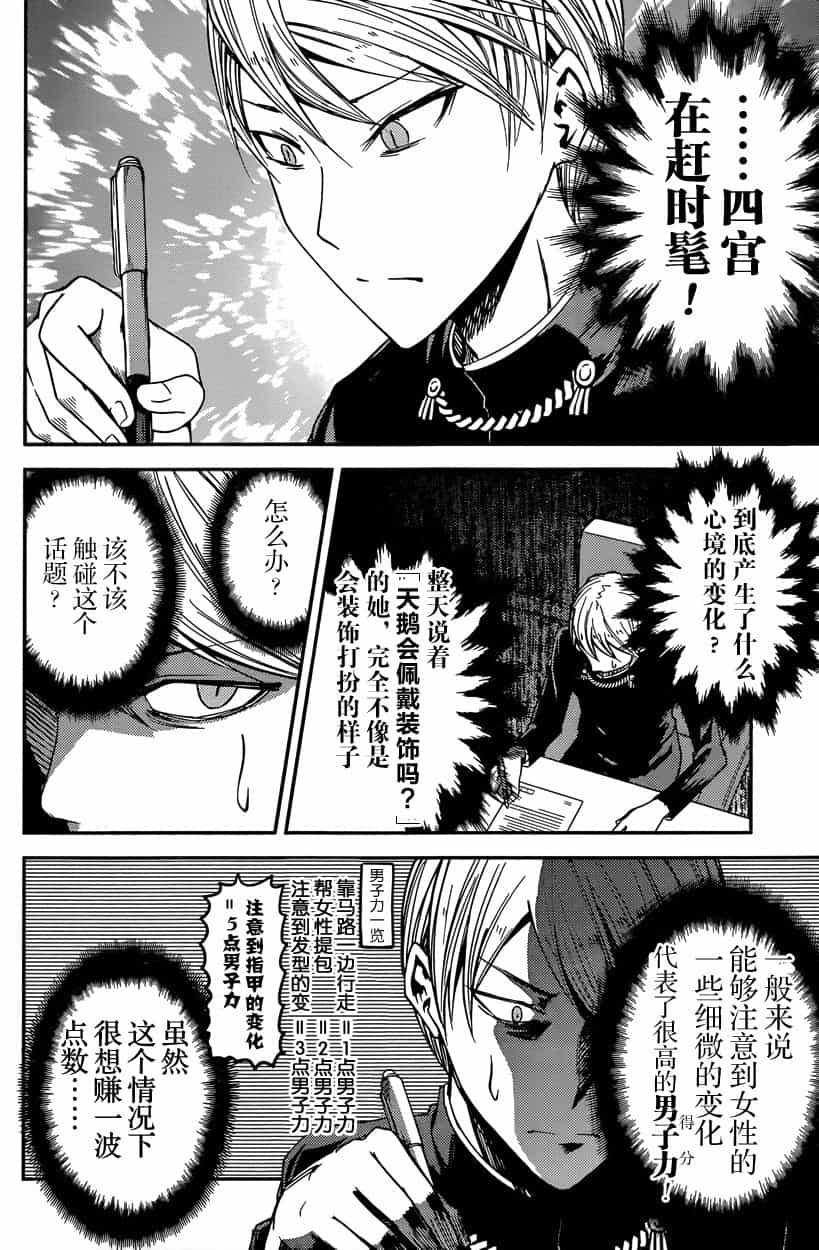 ……四宫
在赶时髦！
到底产生了什么
心境的变化？
整天说着
「天鹅会佩戴装饰吗？」
的她，完全不像是
会装饰打扮的样子
怎么办？
该不该
触碰这个
话题？
一般来说
能够注意到女性的
一些细微的变化
代表了很高的男子力！
得分
男子力一览
靠马路一边行走 =1点男子力
帮女性提包 =2点男子力
注意到发型的变 =3点男子力
注意到指甲的变化
=5点男子力
虽然
这个情况下
很想赚一波
点数……